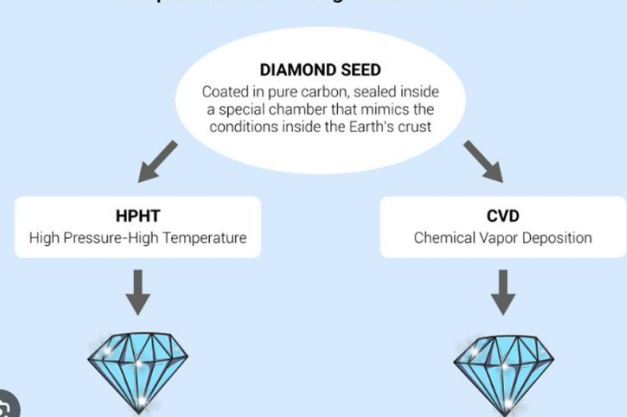 DIAMOND SEED
Coated in pure carbon, sealed inside
a special chamber that mimics the
conditions inside the Earth's crust
HPHT
High Pressure-High Temperature
CVD
Chemical Vapor Deposition